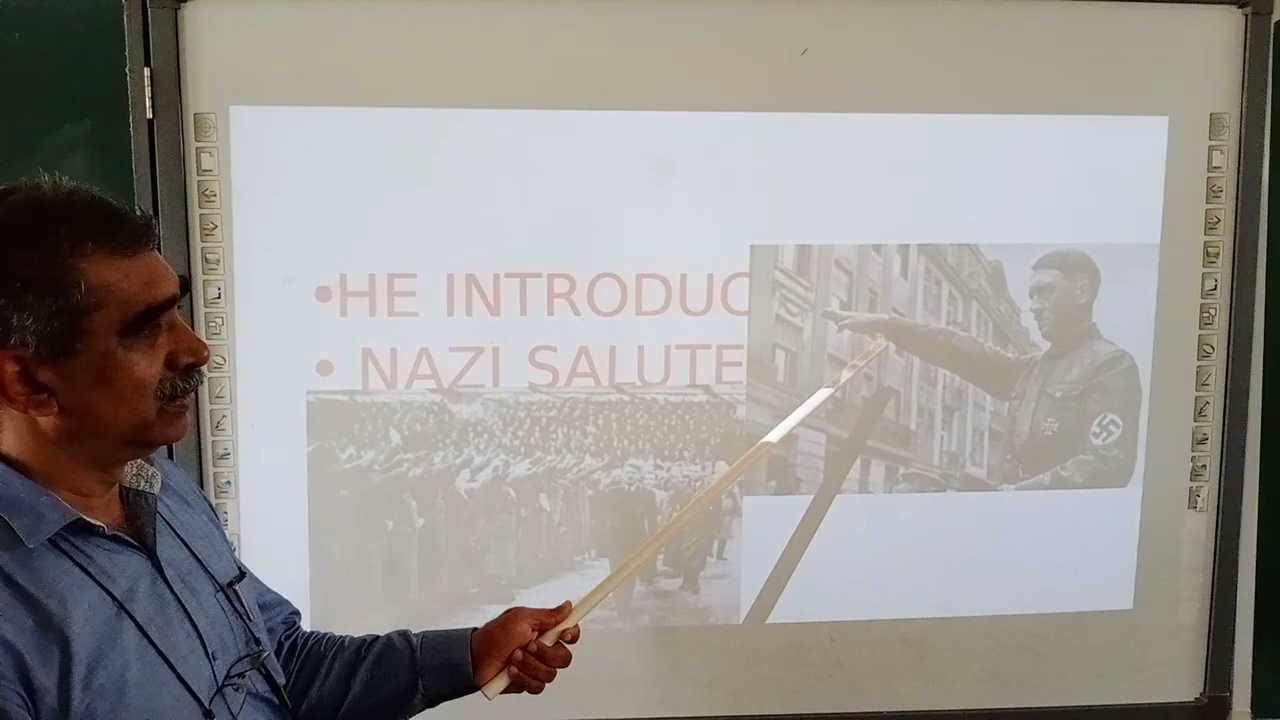 •HE INTRODUC
• NAZI SALUTE